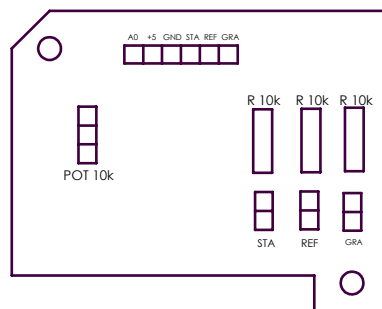 A0 +5 GND STA REF GRA
R 10k R 10k R 10k
POT 10k
STA REF GRA